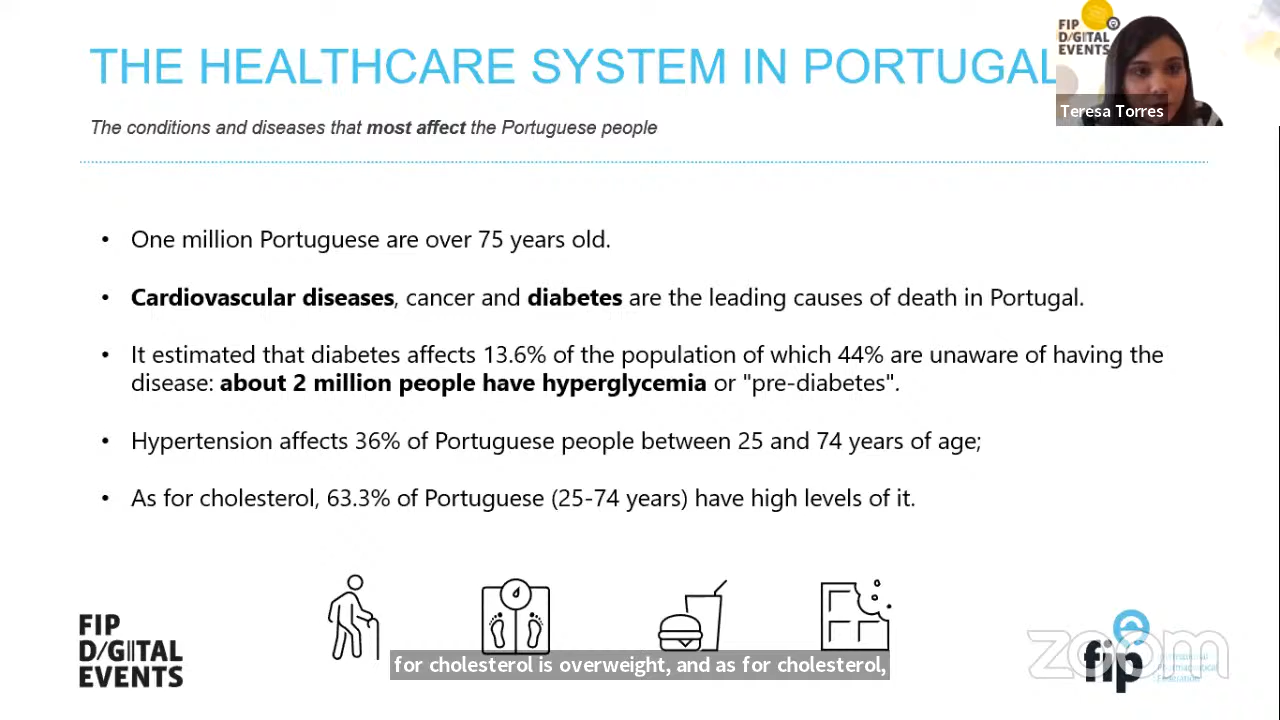 THE HEALTHCARE SYSTEM IN PORTUGAL
FIP
D/G!TAL
EVENTS
Teresa Torres
The conditions and diseases that most affect the Portuguese people
• One million Portuguese are over 75 years old.
• Cardiovascular diseases, cancer and diabetes are the leading causes of death in Portugal.
• It estimated that diabetes affects 13.6% of the population of which 44% are unaware of having the
disease: about 2 million people have hyperglycemia or "pre-diabetes".
• Hypertension affects 36% of Portuguese people between 25 and 74 years of age;
• As for cholesterol, 63.3% of Portuguese (25-74 years) have high levels of it.
FIP
D/G!TAL
EVENTS
for cholesterol is overweight, and as for cholesterol,
zoom
fip
Pharmaceutical
Federation